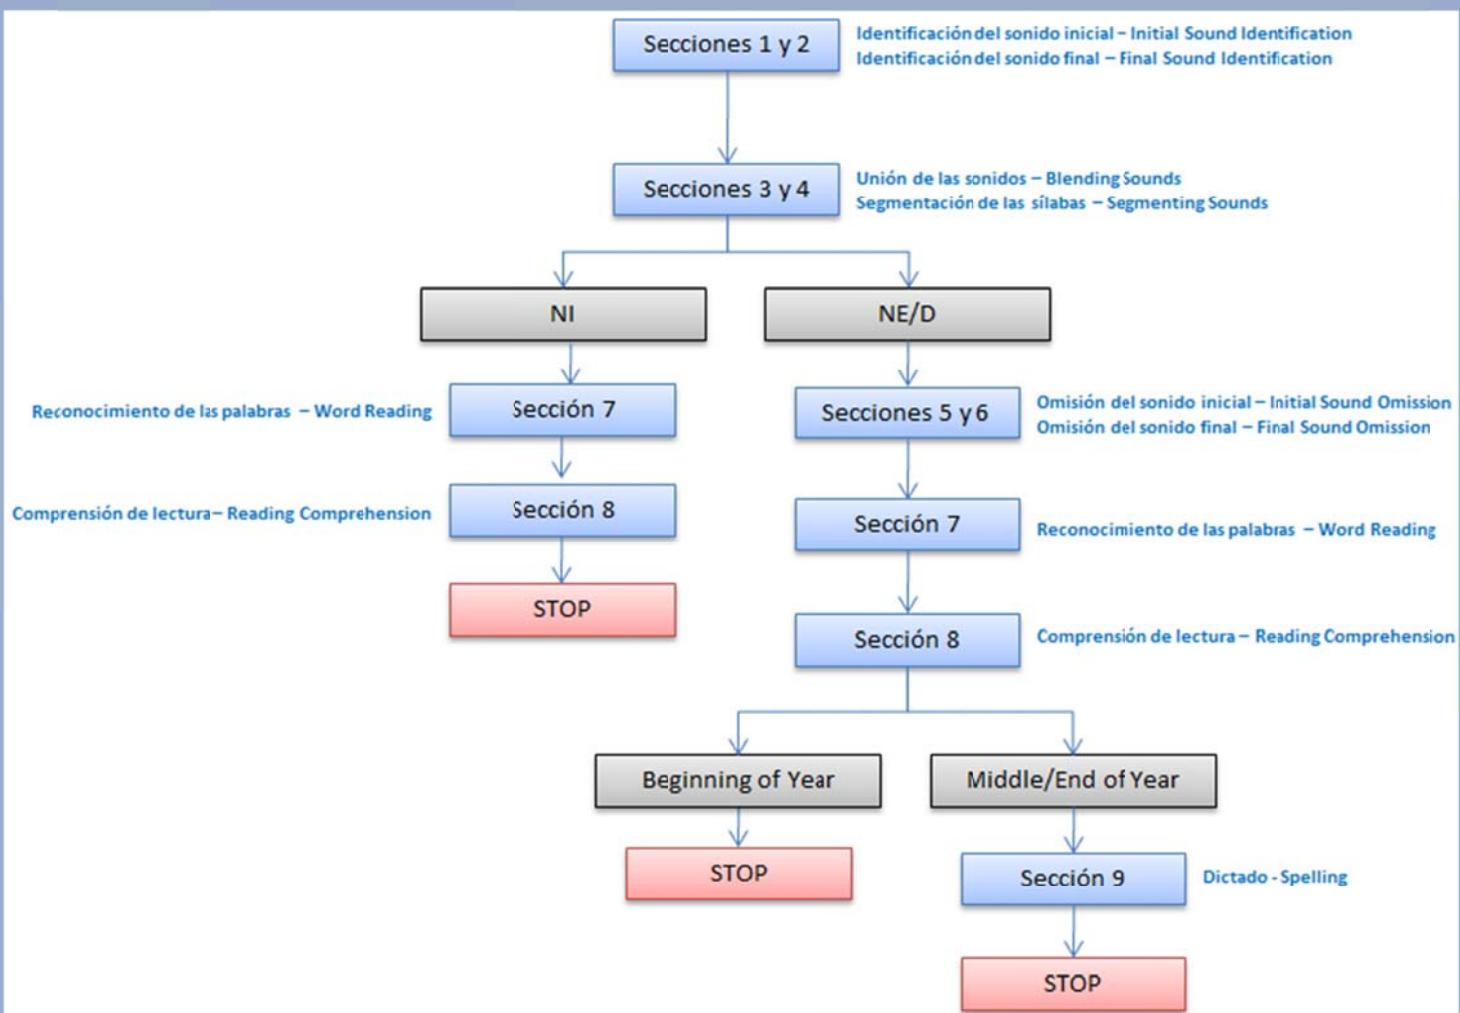 Secciones 1 y 2
Identificación del sonido inicial – Initial Sound Identification
Identificación del sonido final – Final Sound Identification
Secciones 3 y 4
Unión de las sonidos – Blending Sounds
Segmentación de las sílabas – Segmenting Sounds
NI
NE/D
Reconocimiento de las palabras – Word Reading
Sección 7
Secciones 5 y 6
Omisión del sonido inicial – Initial Sound Omission
Omisión del sonido final – Final Sound Omission
Comprensión de lectura – Reading Comprehension
Sección 8
Sección 7
Reconocimiento de las palabras – Word Reading
STOP
Sección 8
Comprensión de lectura – Reading Comprehension
Beginning of Year
Middle/End of Year
STOP
Sección 9
Dictado - Spelling
STOP